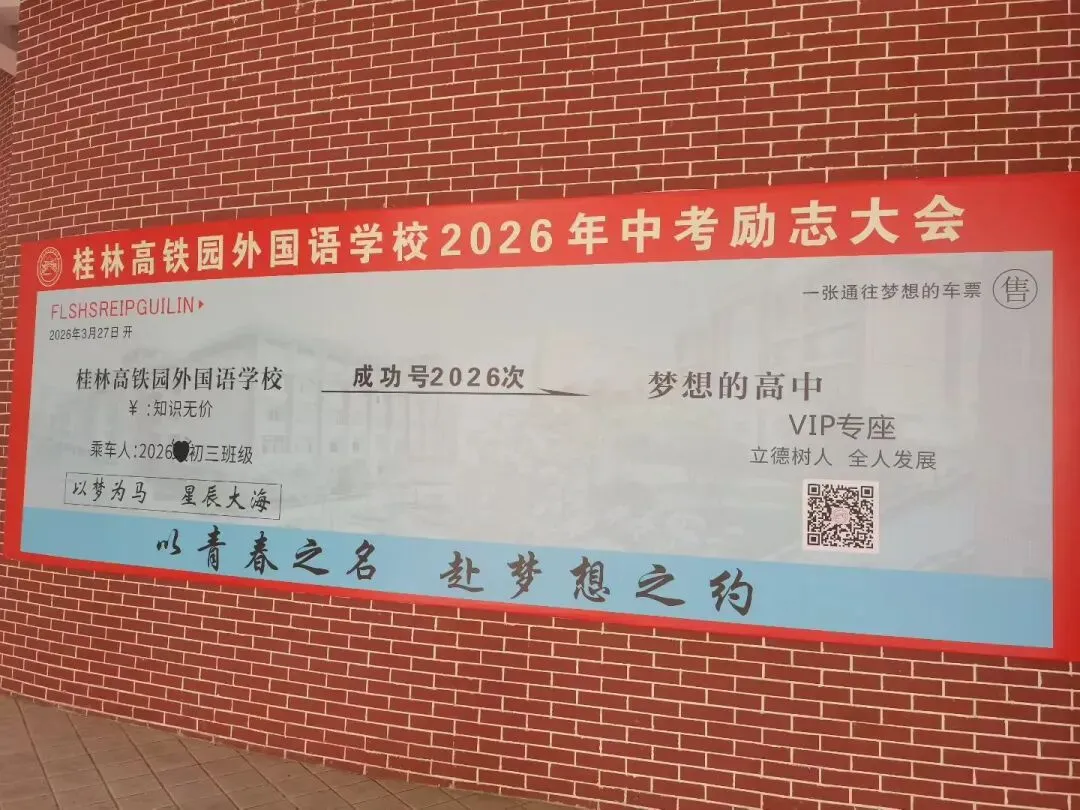 桂林高铁园外国语学校2026年中考励志大会
FLSHSREIPGUILIN
一张通往梦想的车票 售
2026年3月27日 开
桂林高铁园外国语学校 成功号2026次 梦想的高中
¥ :知识无价
VIP专座
乘车人:2026 初三班级
立德树人 全人发展
以梦为马 星辰大海
以青春之名 赴梦想之约